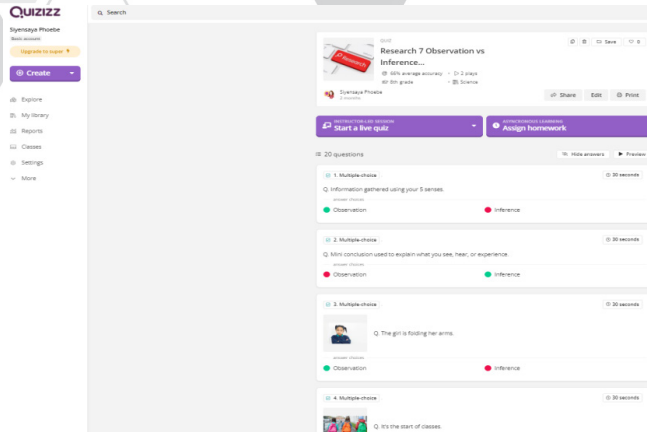 QUIZIZZ
Search
Siyensaya Phoebe
Basic account
Upgrade to super
Create
Explore
My library
Reports
Classes
Settings
More
QUIZ
Save
0
Research 7 Observation vs
Inference...
66% average accuracy • 2 plays
8th grade • Science
Siyensaya Phoebe
2 months
Share
Edit
Print
INSTRUCTOR-LED SESSION
Start a live quiz
ASYNCHRONOUS LEARNING
Assign homework
20 questions
Hide answers
Preview
1. Multiple-choice
30 seconds
Q. Information gathered using your 5 senses.
answer choices
Observation
Inference
2. Multiple-choice
30 seconds
Q. Mini conclusion used to explain what you see, hear, or experience.
answer choices
Observation
Inference
3. Multiple-choice
30 seconds
Q. The girl is folding her arms.
answer choices
Observation
Inference
4. Multiple-choice
30 seconds
Q. It's the start of classes.